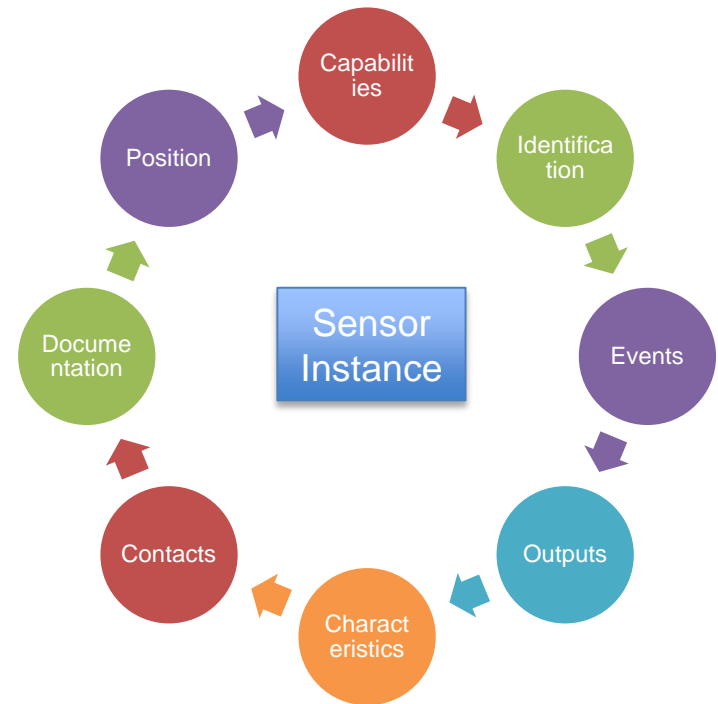 Capabilit
ies
Identifica
tion
Events
Outputs
Charact
eristics
Contacts
Docume
ntation
Position
Sensor
Instance